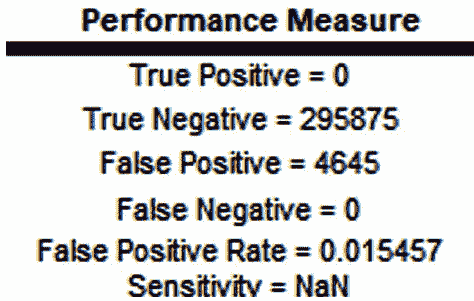 Performance Measure
True Positive = 0
True Negative = 295875
False Positive = 4645
False Negative = 0
False Positive Rate = 0.015457
Sensitivity = NaN